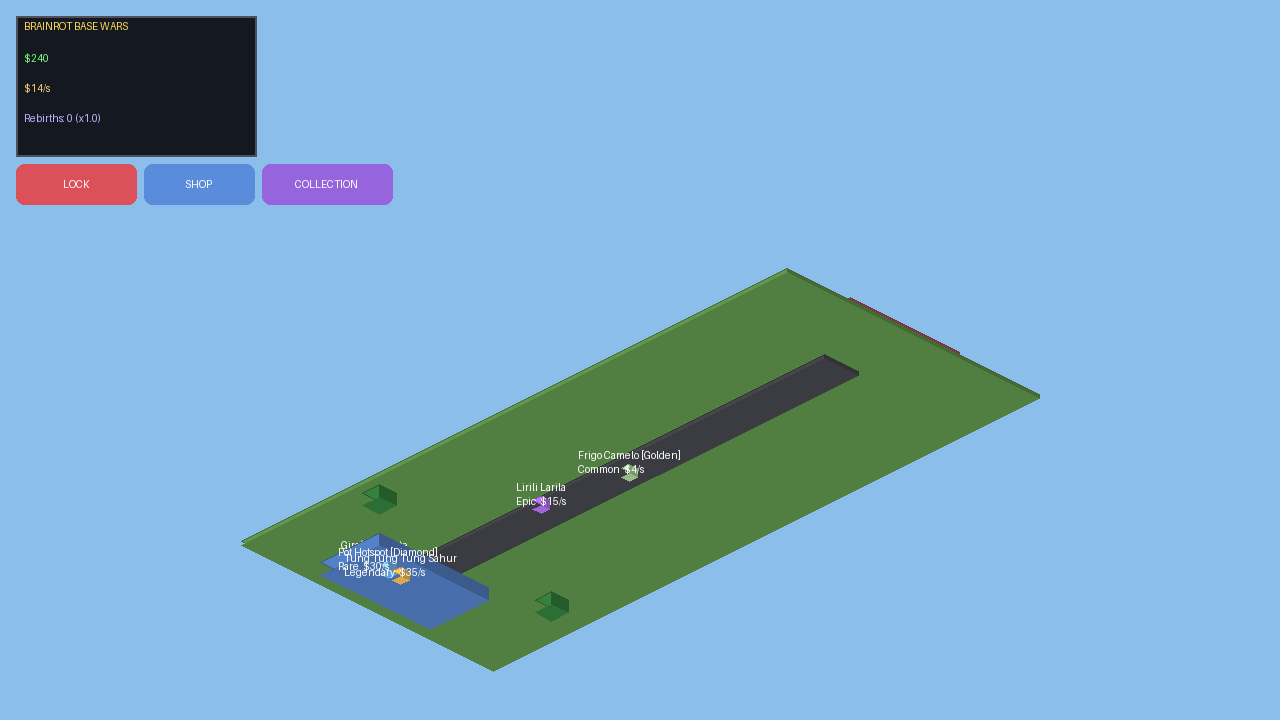 BRAINROT BASE WARS
$240
$14/s
Rebirths: 0 (x1.0)
LOCK
SHOP
COLLECTION
Frigo Camelo [Golden]
Common $4/s
Lirili Larila
Epic $15/s
Pot Hotspot [Diamond]
Rare $30/s
Tung Tung Tung Sahur
Legendary $35/s